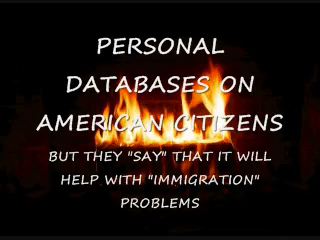 PERSONAL
DATABASES ON
AMERICAN CITIZENS
BUT THEY "SAY" THAT IT WILL
HELP WITH "IMMIGRATION"
PROBLEMS